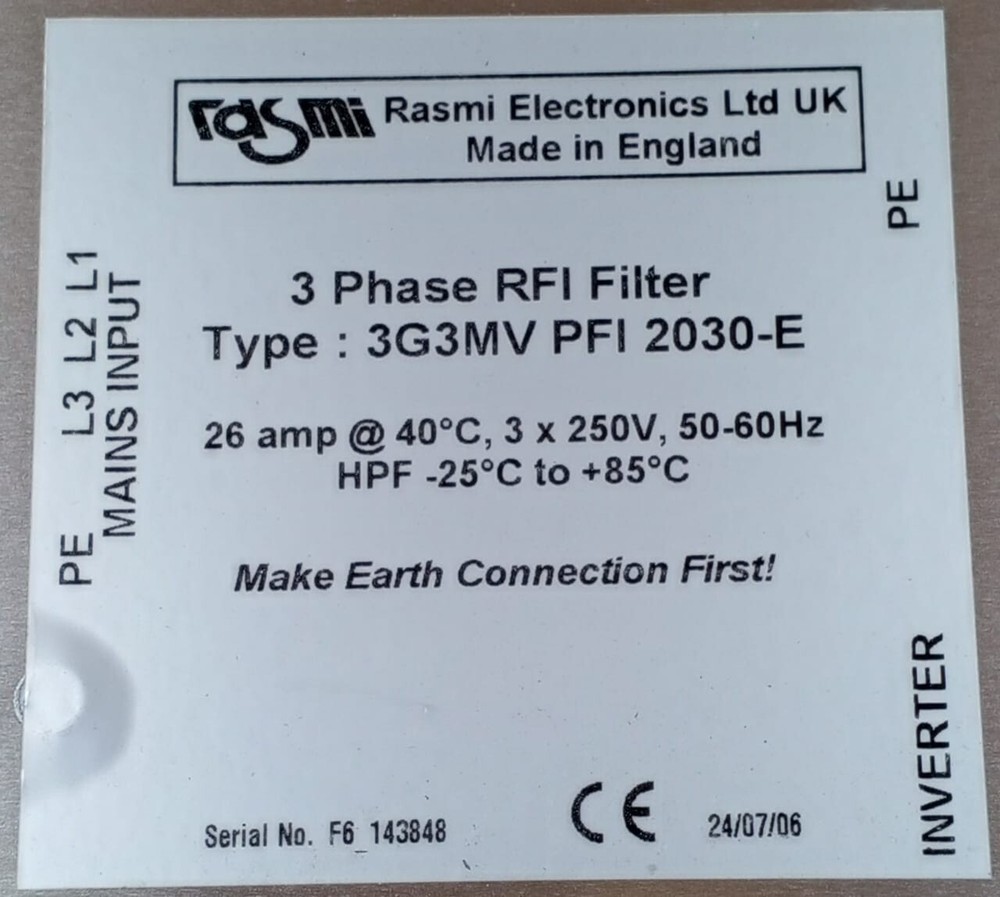 rasmi Rasmi Electronics Ltd UK
Made in England
PE
3 Phase RFI Filter
Type : 3G3MV PFI 2030-E
26 amp @ 40°C, 3 x 250V, 50-60Hz
HPF -25°C to +85°C
PE L3 L2 L1
MAINS INPUT
Make Earth Connection First!
INVERTER
Serial No. F6_143848
CE
24/07/06